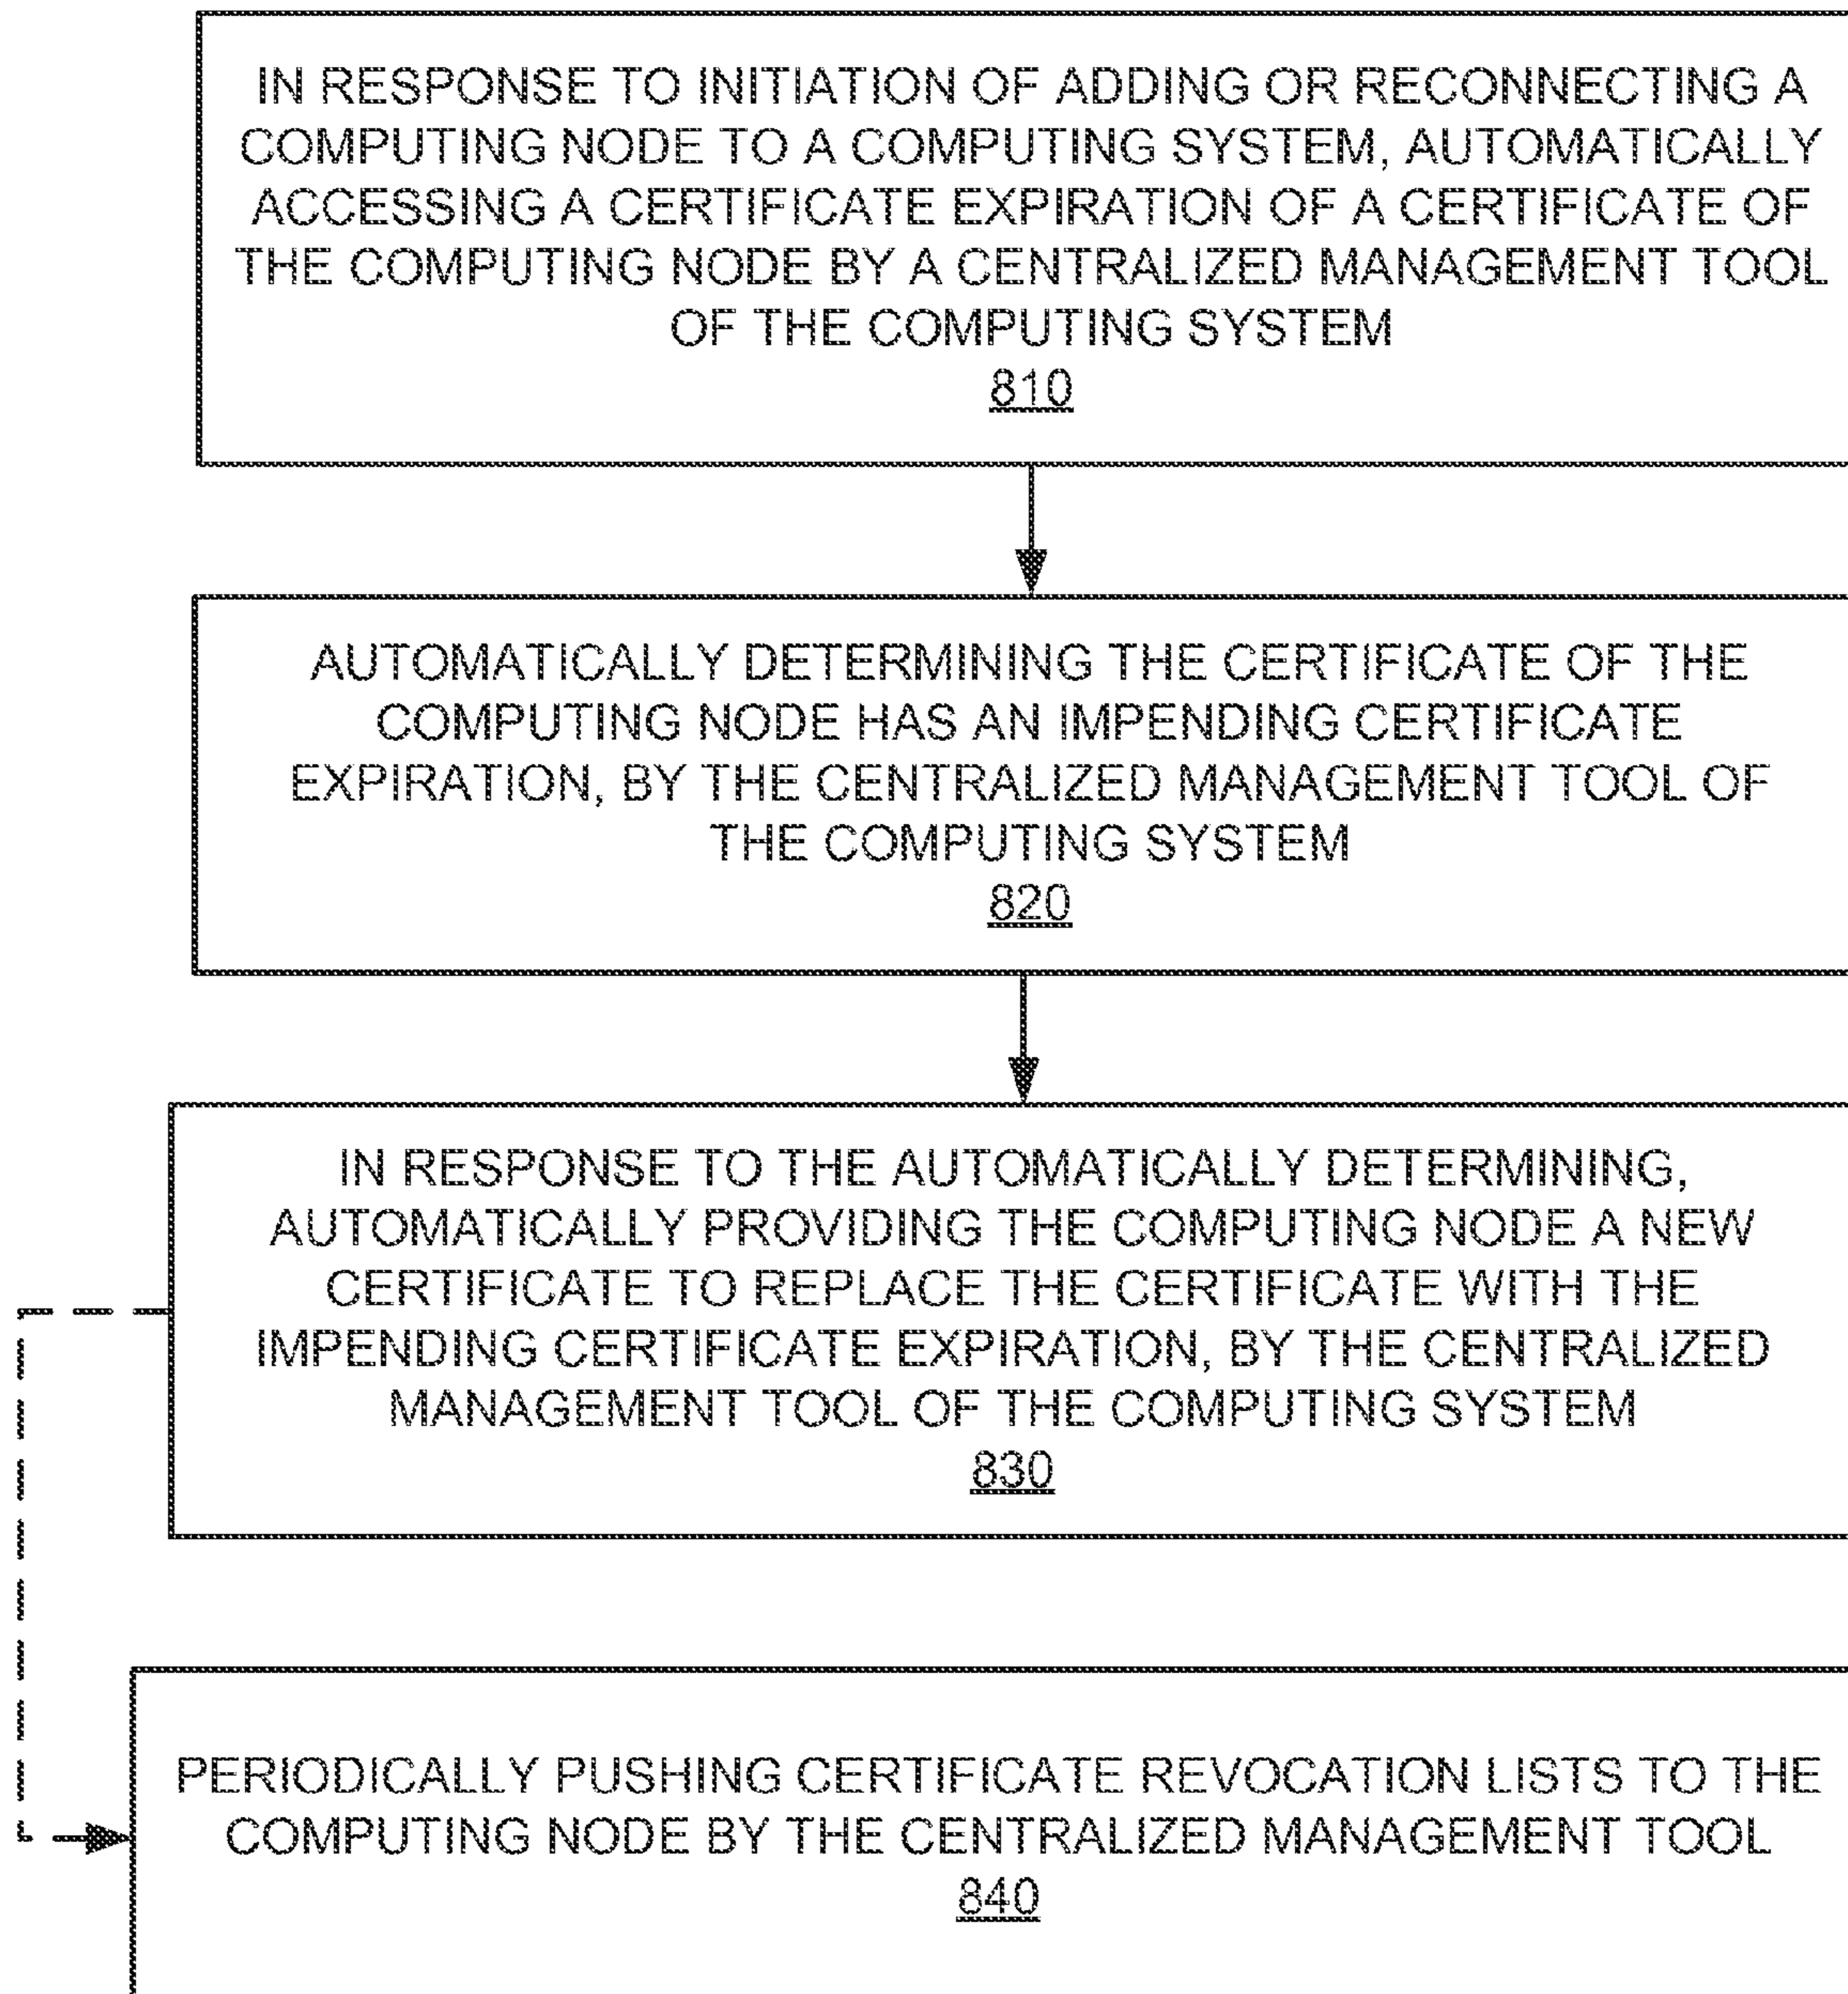 IN RESPONSE TO INITIATION OF ADDING OR RECONNECTING A
COMPUTING NODE TO A COMPUTING SYSTEM, AUTOMATICALLY
ACCESSING A CERTIFICATE EXPIRATION OF A CERTIFICATE OF
THE COMPUTING NODE BY A CENTRALIZED MANAGEMENT TOOL
OF THE COMPUTING SYSTEM
810
AUTOMATICALLY DETERMINING THE CERTIFICATE OF THE
COMPUTING NODE HAS AN IMPENDING CERTIFICATE
EXPIRATION, BY THE CENTRALIZED MANAGEMENT TOOL OF
THE COMPUTING SYSTEM
820
IN RESPONSE TO THE AUTOMATICALLY DETERMINING,
AUTOMATICALLY PROVIDING THE COMPUTING NODE A NEW
CERTIFICATE TO REPLACE THE CERTIFICATE WITH THE
IMPENDING CERTIFICATE EXPIRATION, BY THE CENTRALIZED
MANAGEMENT TOOL OF THE COMPUTING SYSTEM
830
PERIODICALLY PUSHING CERTIFICATE REVOCATION LISTS TO THE
COMPUTING NODE BY THE CENTRALIZED MANAGEMENT TOOL
840